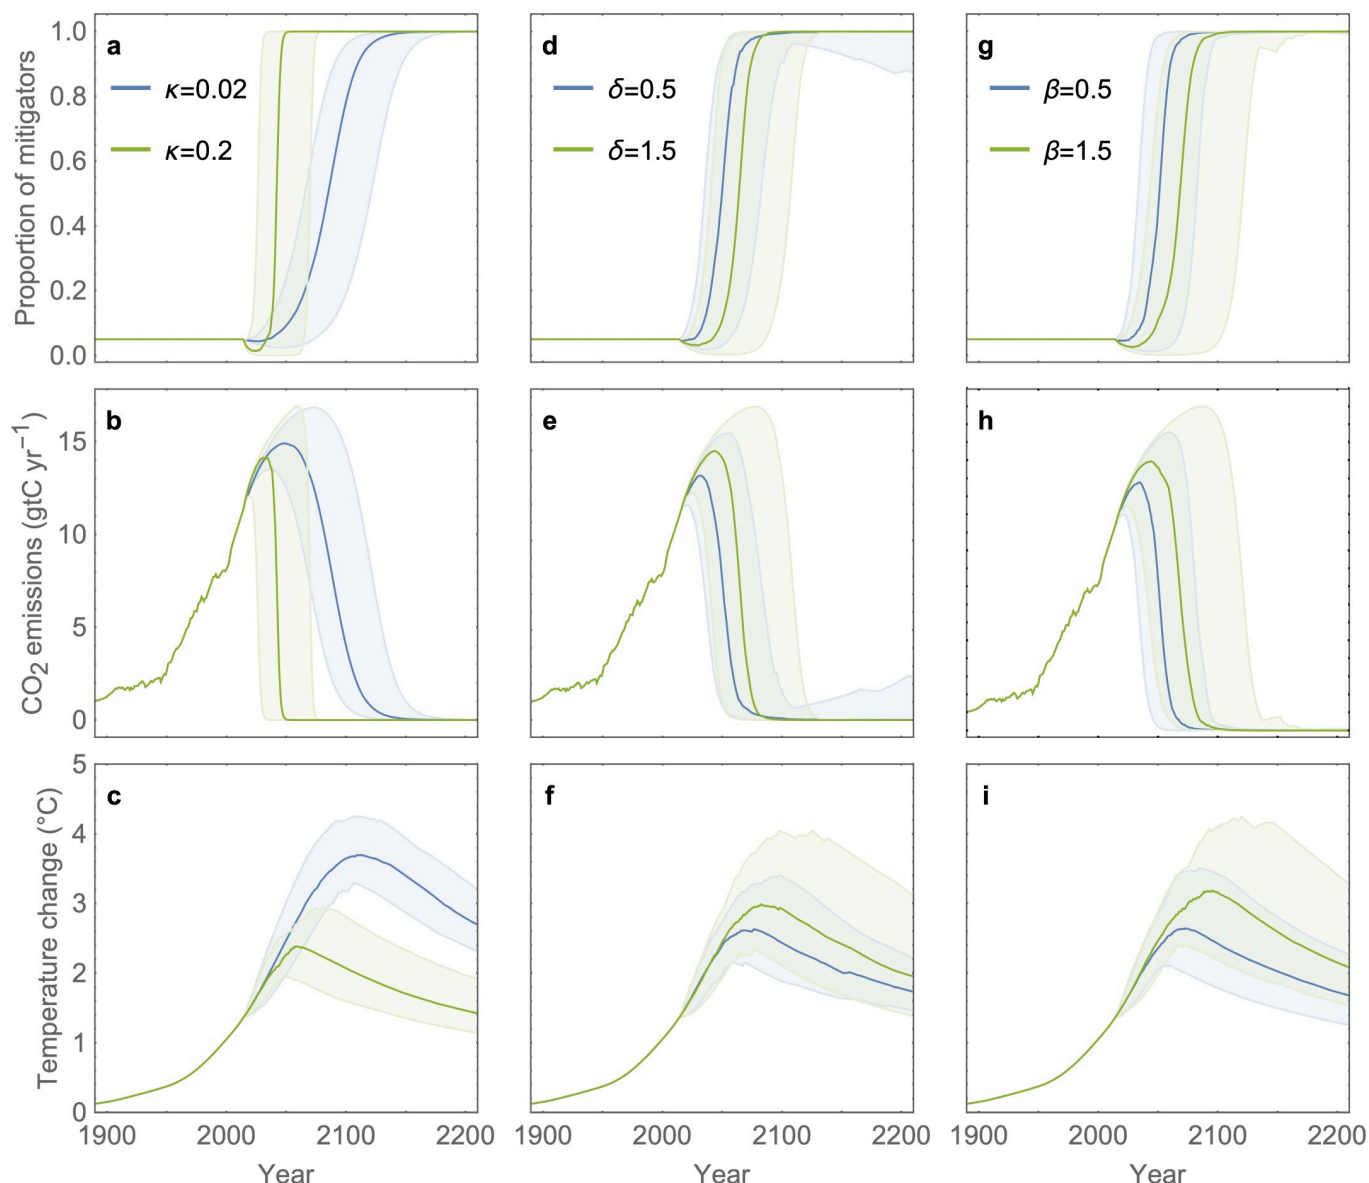 a
κ=0.02
κ=0.2
d
δ=0.5
δ=1.5
g
β=0.5
β=1.5
Proportion of mitigators
1.0
0.8
0.6
0.4
0.2
0.0
b
e
h
CO2 emissions (gtC yr−1)
15
10
5
0
c
f
i
Temperature change (°C)
5
4
3
2
1
0
1900 2000 2100 2200
1900 2000 2100 2200
1900 2000 2100 2200
Year
Year
Year